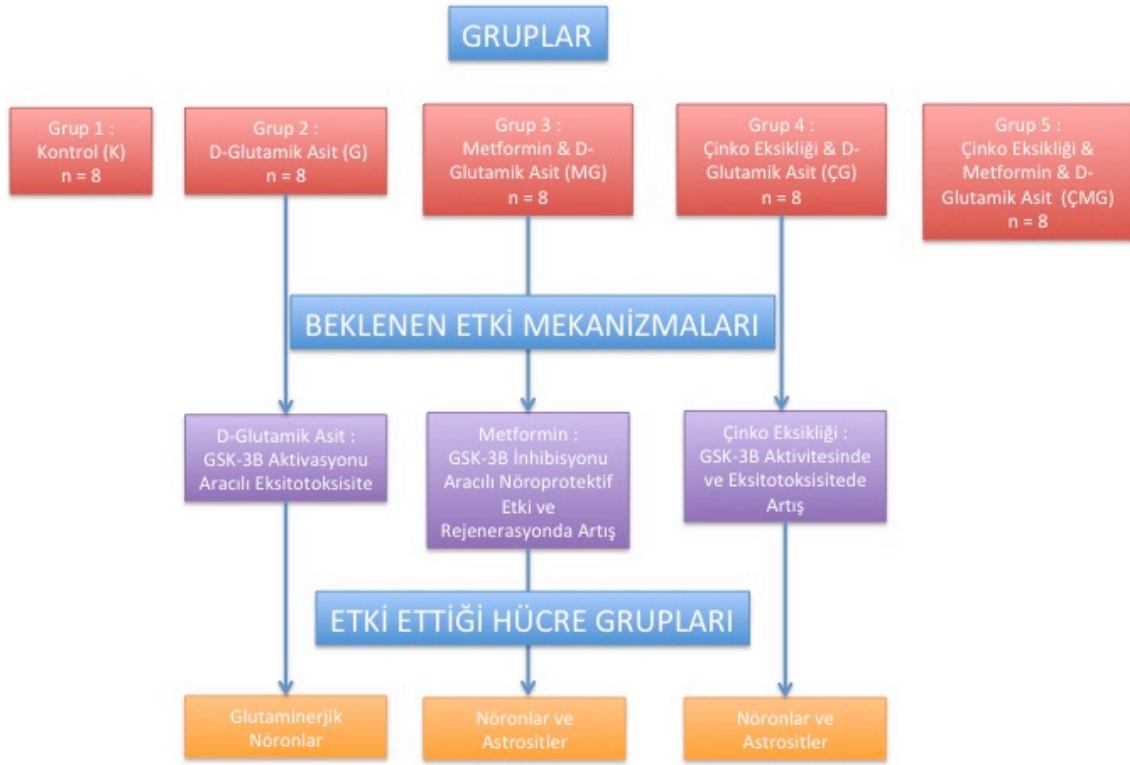 GRUPLAR
Grup 1 :
Kontrol (K)
n = 8
Grup 2 :
D-Glutamik Asit (G)
n = 8
Grup 3 :
Metformin & D-
Glutamik Asit (MG)
n = 8
Grup 4 :
Çinko Eksikliği & D-
Glutamik Asit (ÇG)
n = 8
Grup 5 :
Çinko Eksikliği &
Metformin & D-
Glutamik Asit (ÇMG)
n = 8
BEKLENEN ETKİ MEKANİZMALARI
D-Glutamik Asit :
GSK-3B Aktivasyonu
Aracılı Eksitotoksisite
Metformin :
GSK-3B İnhibisyonu
Aracılı Nöroprotektif
Etki ve
Rejenerasyonda Artış
Çinko Eksikliği :
GSK-3B Aktivitesinde
ve Eksitotoksisitede
Artış
ETKİ ETTİĞİ HÜCRE GRUPLARI
Glutaminerjik
Nöronlar
Nöronlar ve
Astrositler
Nöronlar ve
Astrositler